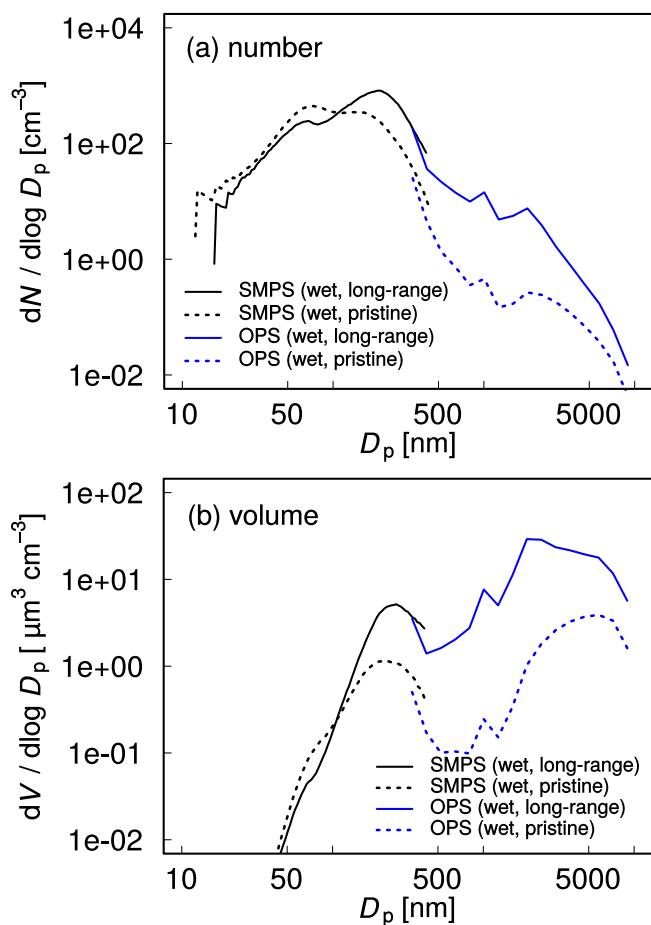 (a) number
1e+04
1e+02
1e+00
1e-02
dN / dlog Dp [cm−3]
SMPS (wet, long-range)
SMPS (wet, pristine)
OPS (wet, long-range)
OPS (wet, pristine)
10 50 500 5000
Dp [nm]
(b) volume
1e+02
1e+01
1e+00
1e-01
1e-02
dV / dlog Dp [ μm3 cm−3]
SMPS (wet, long-range)
SMPS (wet, pristine)
OPS (wet, long-range)
OPS (wet, pristine)
10 50 500 5000
Dp [nm]